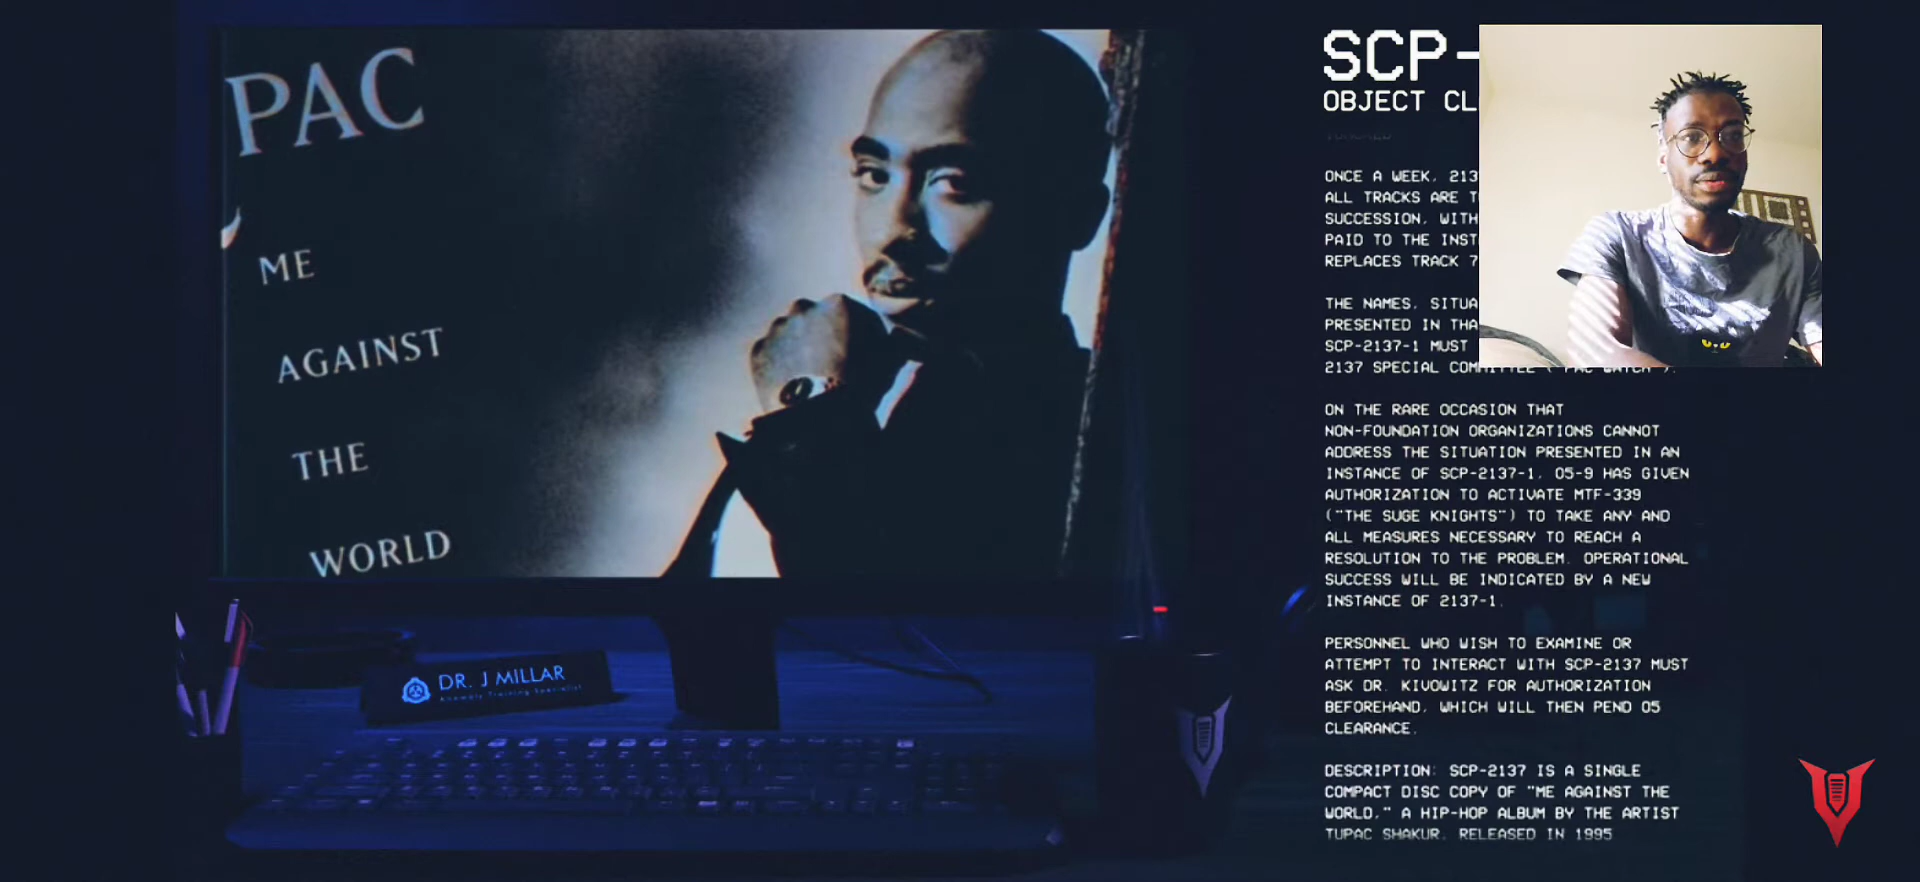 PAC
ME
AGAINST
THE
WORLD
DR. J MILLAR
Anomaly Training Specialist
SCP-
OBJECT CL
ONCE A WEEK, 213
ALL TRACKS ARE T
SUCCESSION, WITH
PAID TO THE INST
REPLACES TRACK 7
THE NAMES, SITUA
PRESENTED IN THA
SCP-2137-1 MUST
2137 SPECIAL COMMITTEE ("PAC WATCH").
ON THE RARE OCCASION THAT
NON-FOUNDATION ORGANIZATIONS CANNOT
ADDRESS THE SITUATION PRESENTED IN AN
INSTANCE OF SCP-2137-1, O5-9 HAS GIVEN
AUTHORIZATION TO ACTIVATE MTF-339
("THE SUGE KNIGHTS") TO TAKE ANY AND
ALL MEASURES NECESSARY TO REACH A
RESOLUTION TO THE PROBLEM. OPERATIONAL
SUCCESS WILL BE INDICATED BY A NEW
INSTANCE OF 2137-1.
PERSONNEL WHO WISH TO EXAMINE OR
ATTEMPT TO INTERACT WITH SCP-2137 MUST
ASK DR. KIVOWITZ FOR AUTHORIZATION
BEFOREHAND, WHICH WILL THEN PEND O5
CLEARANCE.
DESCRIPTION: SCP-2137 IS A SINGLE
COMPACT DISC COPY OF "ME AGAINST THE
WORLD," A HIP-HOP ALBUM BY THE ARTIST
TUPAC SHAKUR, RELEASED IN 1995